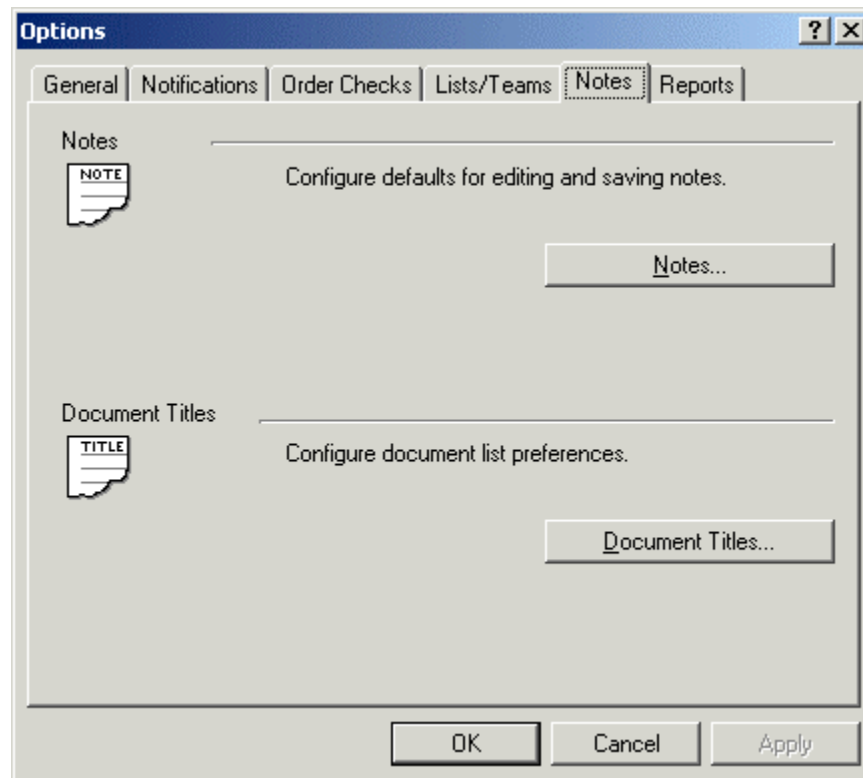 Options
General Notifications Order Checks Lists/Teams Notes Reports
Notes
NOTE
Configure defaults for editing and saving notes.
Notes...
Document Titles
TITLE
Configure document list preferences.
Document Titles...
OK Cancel Apply